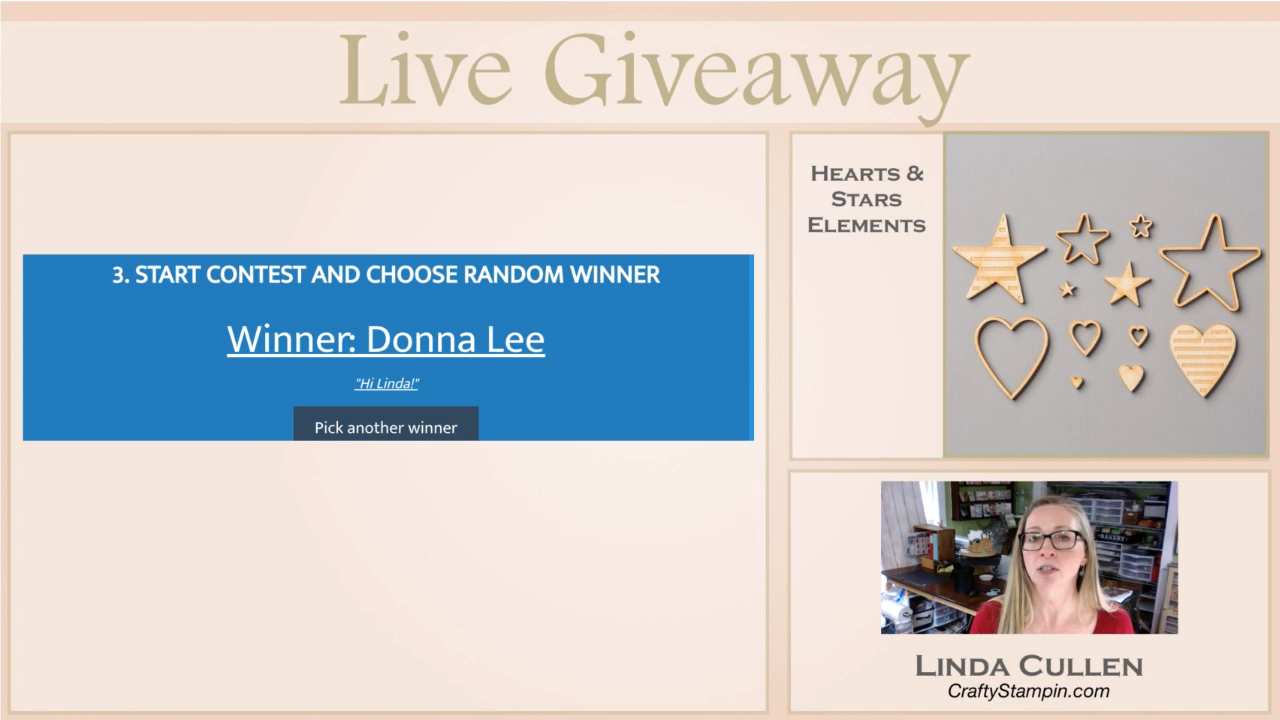 Live Giveaway
3. START CONTEST AND CHOOSE RANDOM WINNER
Winner: Donna Lee
"Hi Linda!"
Pick another winner
HEARTS &
STARS
ELEMENTS
BAKERY
LINDA CULLEN
CraftyStampin.com